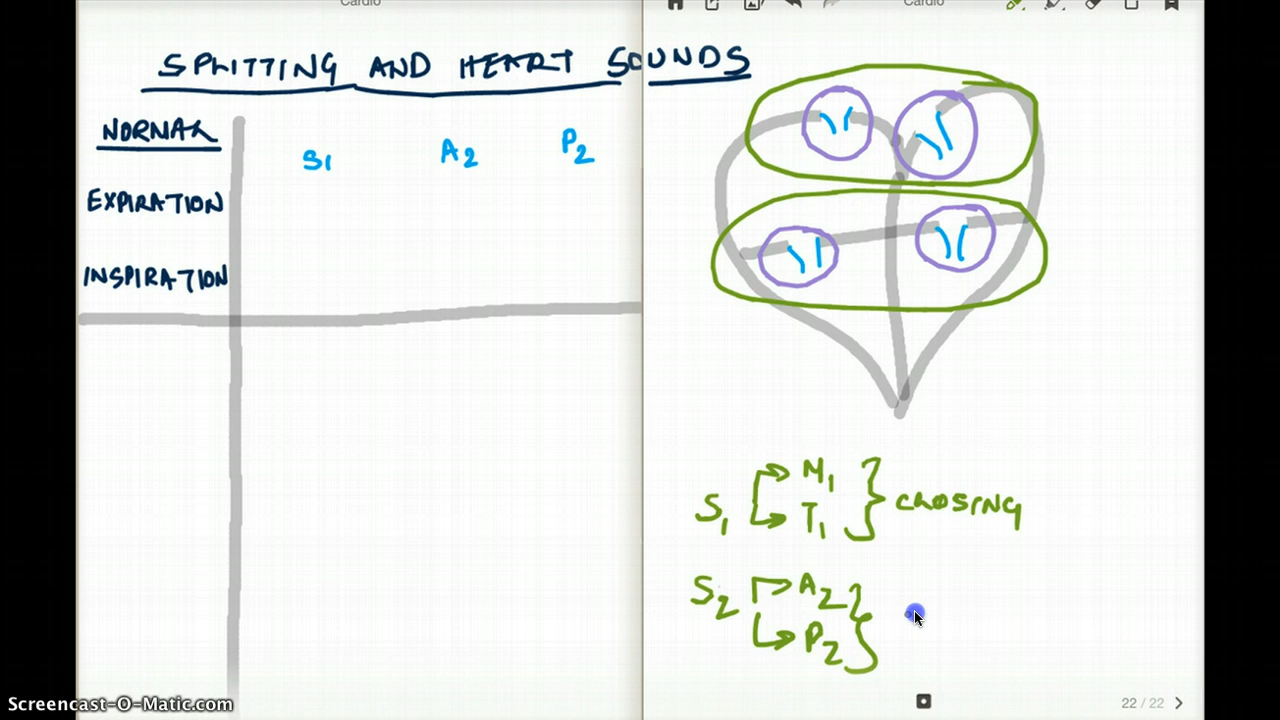 Cardio
Cardio
SPLITTING AND HEART SOUNDS
NORMAL
S1 A2 P2
EXPIRATION
INSPIRATION
S1 M1 T1 CLOSING
S2 A2 P2
Screencast-O-Matic.com
22 / 22